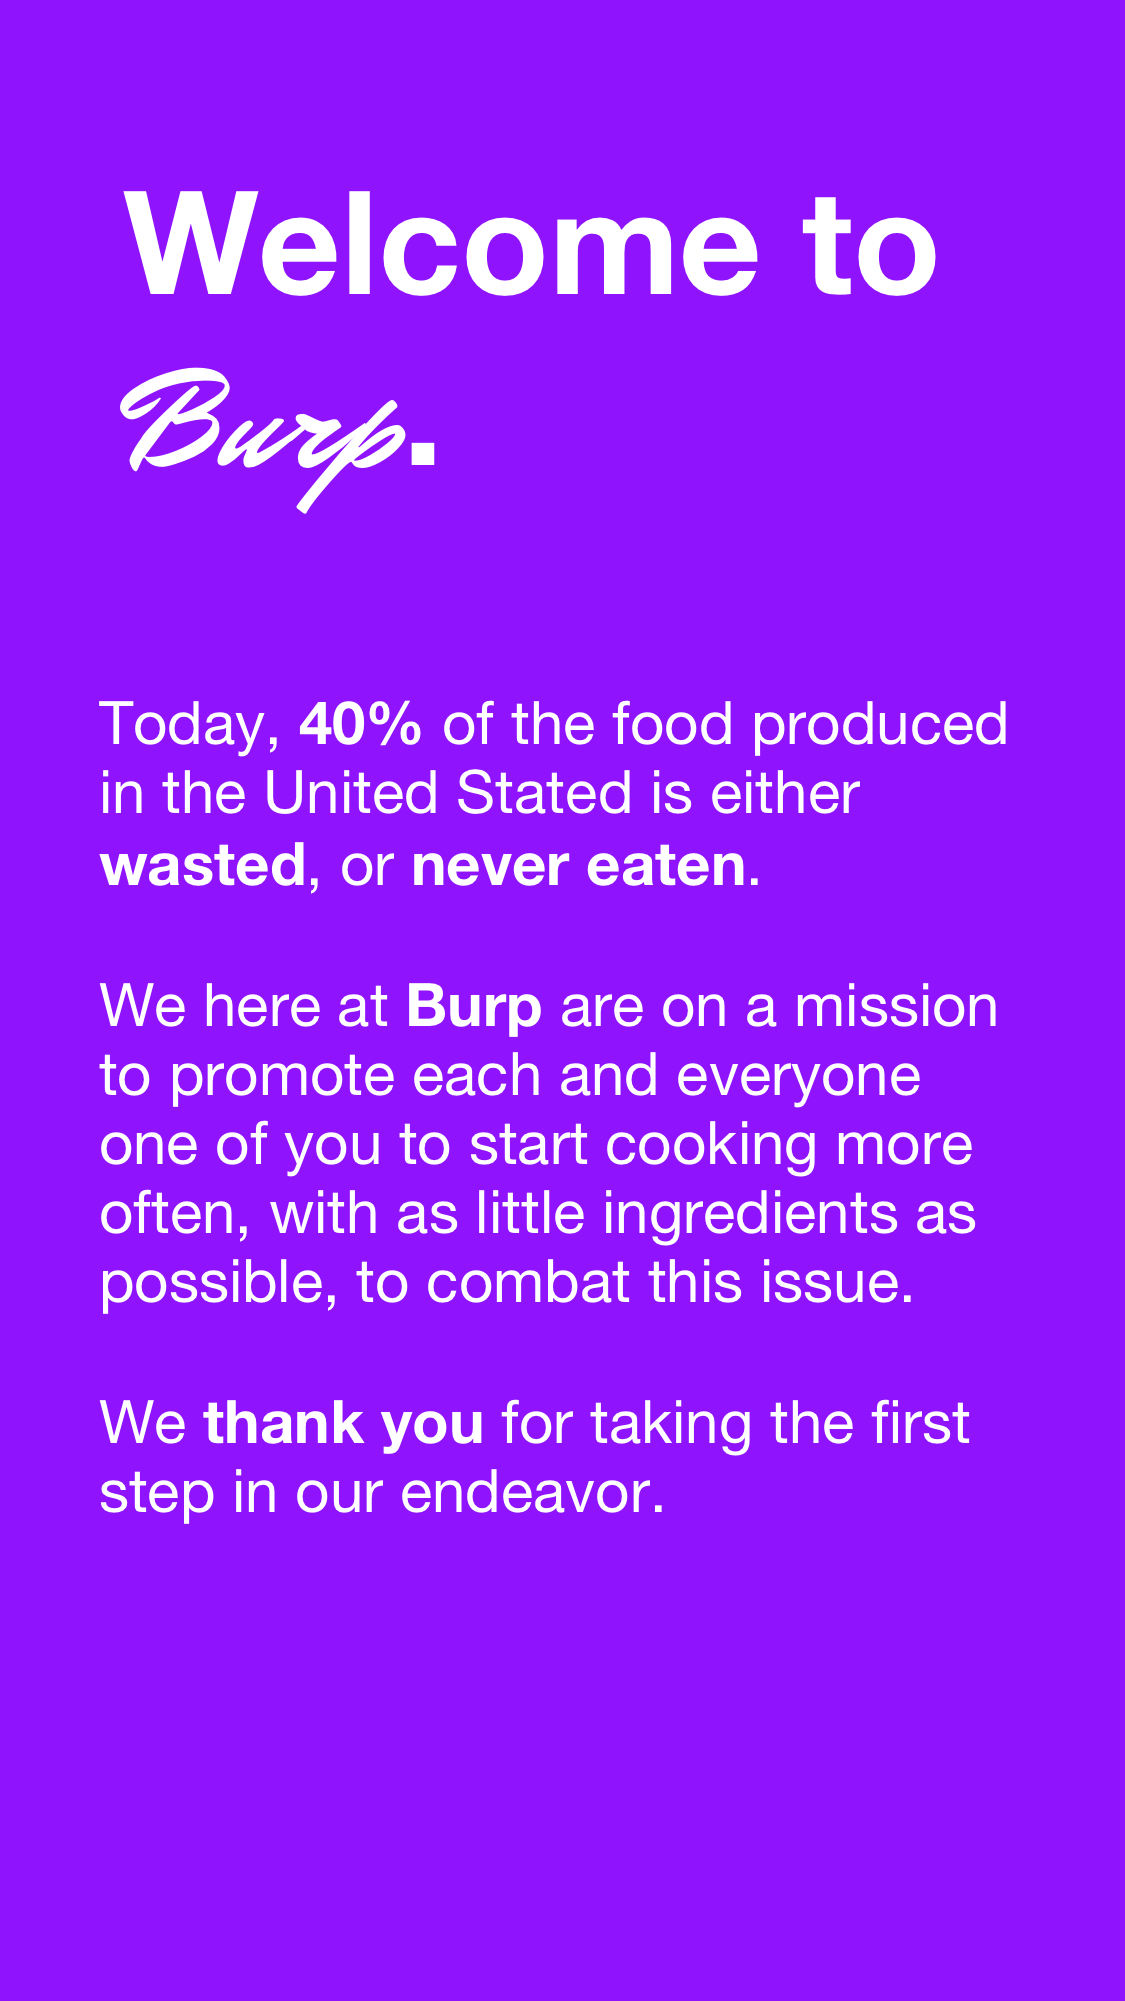 Welcome to
Burp.
Today, 40% of the food produced
in the United Stated is either
wasted, or never eaten.
We here at Burp are on a mission
to promote each and everyone
one of you to start cooking more
often, with as little ingredients as
possible, to combat this issue.
We thank you for taking the first
step in our endeavor.